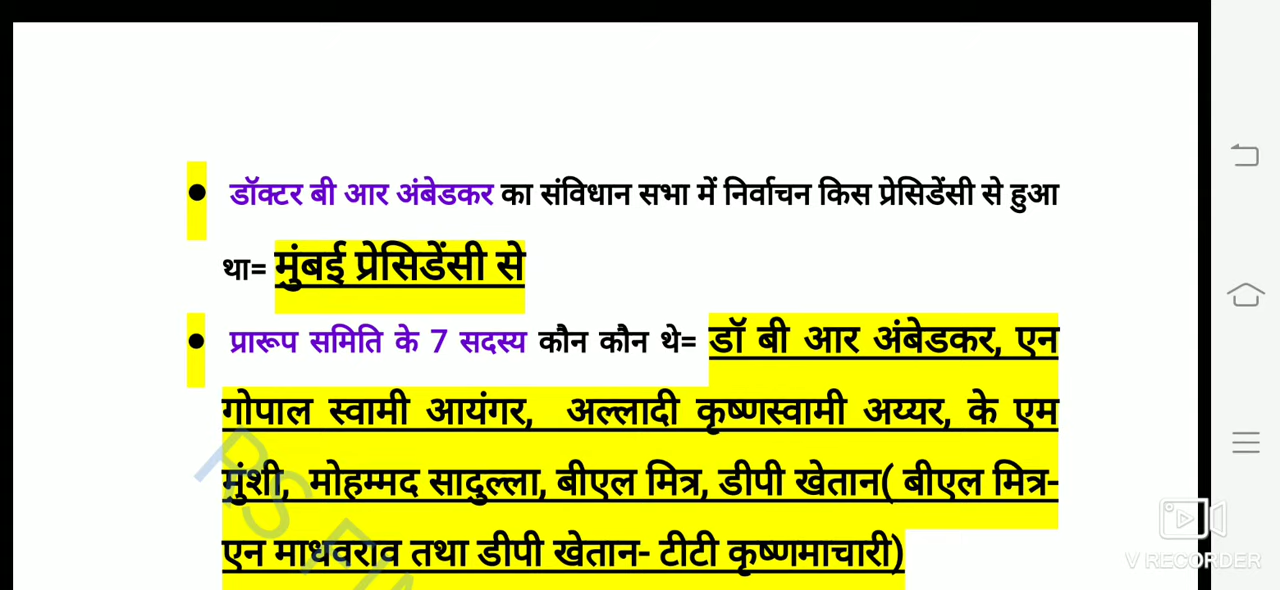 • डॉक्टर बी आर अंबेडकर का संविधान सभा में निर्वाचन किस प्रेसिडेंसी से हुआ
था= मुंबई प्रेसिडेंसी से
• प्रारूप समिति के 7 सदस्य कौन कौन थे= डॉ बी आर अंबेडकर, एन
गोपाल स्वामी आयंगर, अल्लादी कृष्णस्वामी अय्यर, के एम
मुंशी, मोहम्मद सादुल्ला, बीएल मित्र, डीपी खेतान( बीएल मित्र-
एन माधवराव तथा डीपी खेतान- टीटी कृष्णमाचारी)
V RECORDER